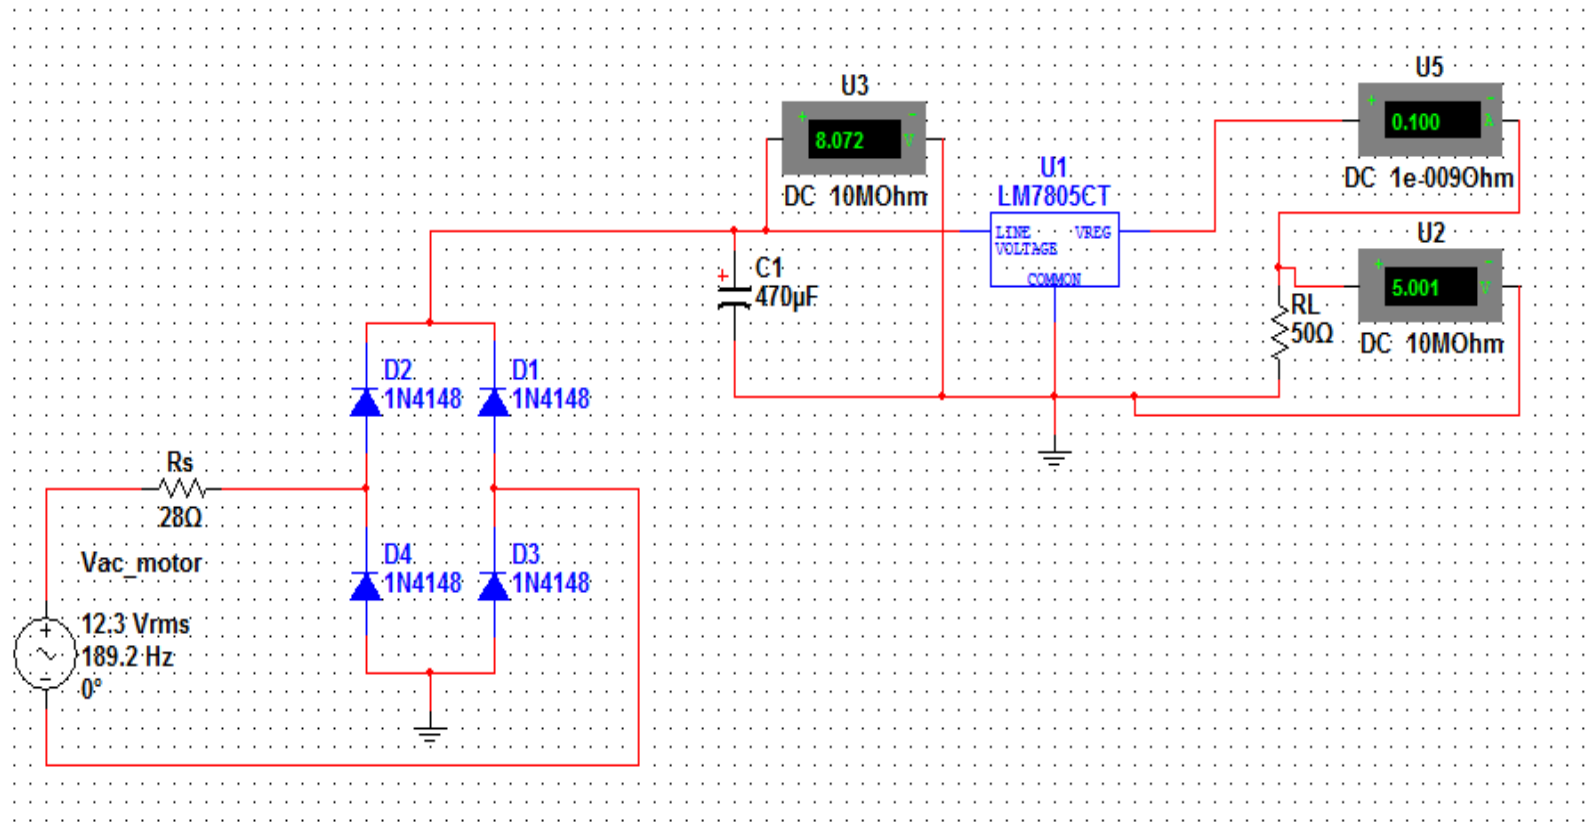 U3
+ -
8.072 V
DC 10MOhm
U5
+ -
0.100 A
DC 1e-009Ohm
U1
LM7805CT
LINE VREG
VOLTAGE
COMMON
U2
+ -
5.001 V
DC 10MOhm
+
C1
470µF
RL
50Ω
D2
1N4148
D1
1N4148
Rs
28Ω
D4
1N4148
D3
1N4148
Vac_motor
12.3 Vrms
189.2 Hz
0°
+
-